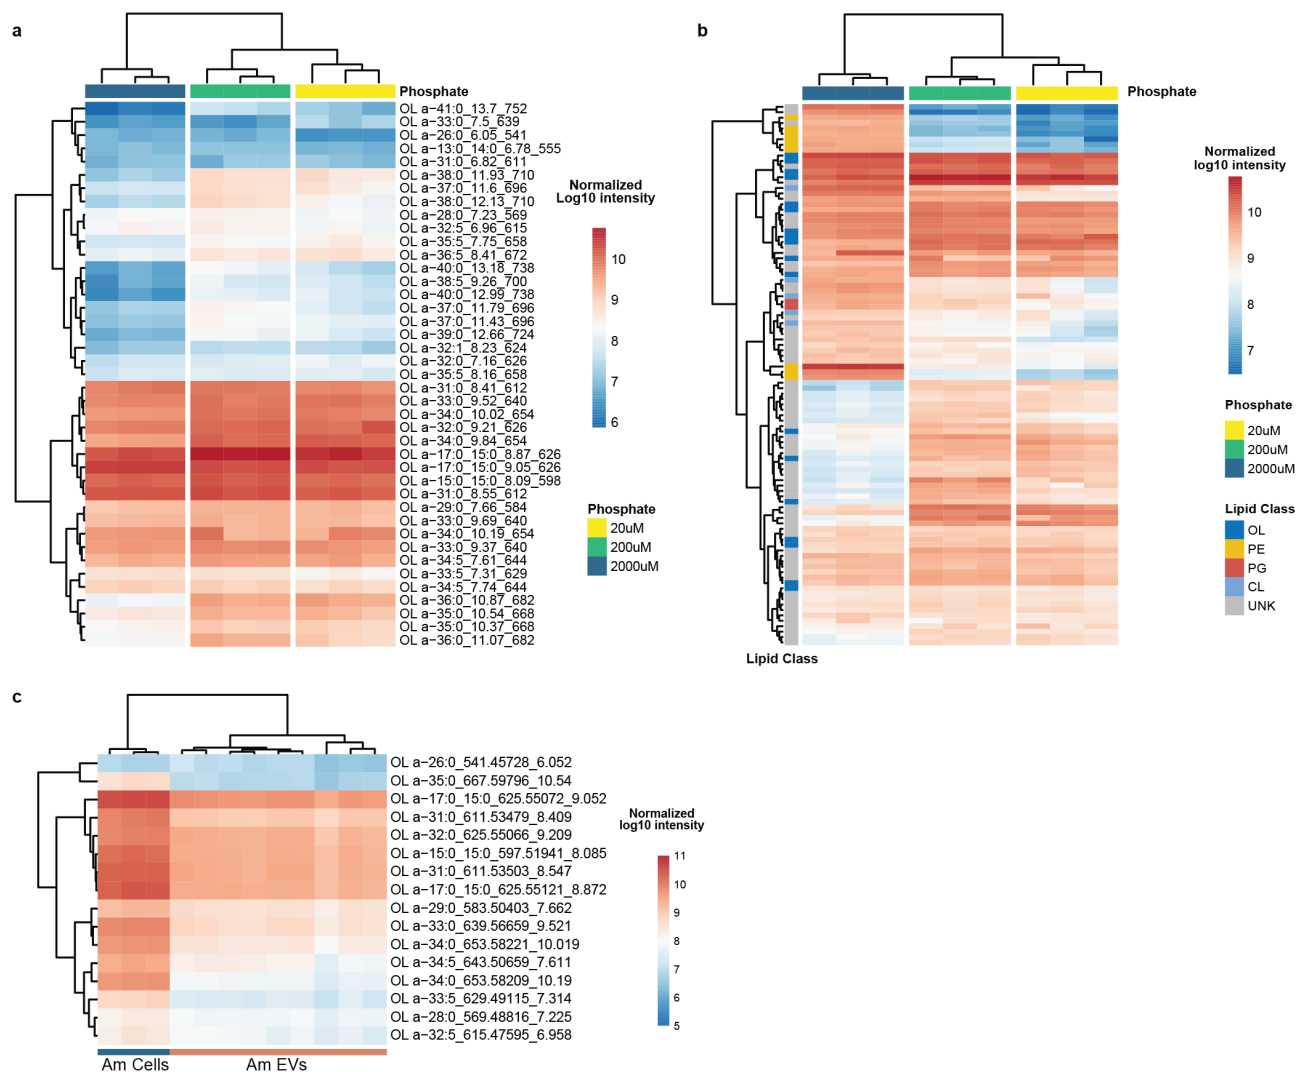 a
Phosphate
OL a−41:0_13.7_752
OL a−33:0_7.5_639
OL a−26:0_6.05_541
OL a−13:0_14:0_6.78_555
OL a−31:0_6.82_611
OL a−38:0_11.93_710
OL a−37:0_11.6_696
OL a−38:0_12.13_710
OL a−28:0_7.23_569
OL a−32:5_6.96_615
OL a−35:5_7.75_658
OL a−36:5_8.41_672
OL a−40:0_13.18_738
OL a−38:5_9.26_700
OL a−40:0_12.99_738
OL a−37:0_11.79_696
OL a−37:0_11.43_696
OL a−39:0_12.66_724
OL a−32:1_8.23_624
OL a−32:0_7.16_626
OL a−35:5_8.16_658
OL a−31:0_8.41_612
OL a−33:0_9.52_640
OL a−34:0_10.02_654
OL a−32:0_9.21_626
OL a−34:0_9.84_654
OL a−17:0_15:0_8.87_626
OL a−17:0_15:0_9.05_626
OL a−15:0_15:0_8.09_598
OL a−31:0_8.55_612
OL a−29:0_7.66_584
OL a−33:0_9.69_640
OL a−34:0_10.19_654
OL a−33:0_9.37_640
OL a−34:5_7.61_644
OL a−33:5_7.31_629
OL a−34:5_7.74_644
OL a−36:0_10.87_682
OL a−35:0_10.54_668
OL a−35:0_10.37_668
OL a−36:0_11.07_682
Normalized
Log10 intensity
10
9
8
7
6
Phosphate
20uM
200uM
2000uM
b
Phosphate
Normalized
log10 intensity
10
9
8
7
Phosphate
20uM
200uM
2000uM
Lipid Class
OL
PE
PG
CL
UNK
Lipid Class
c
OL a−26:0_541.45728_6.052
OL a−35:0_667.59796_10.54
OL a−17:0_15:0_625.55072_9.052
OL a−31:0_611.53479_8.409
OL a−32:0_625.55066_9.209
OL a−15:0_15:0_597.51941_8.085
OL a−31:0_611.53503_8.547
OL a−17:0_15:0_625.55121_8.872
OL a−29:0_583.50403_7.662
OL a−33:0_639.56659_9.521
OL a−34:0_653.58221_10.019
OL a−34:5_643.50659_7.611
OL a−34:0_653.58209_10.19
OL a−33:5_629.49115_7.314
OL a−28:0_569.48816_7.225
OL a−32:5_615.47595_6.958
Am Cells
Am EVs
Normalized
log10 intensity
11
10
9
8
7
6
5